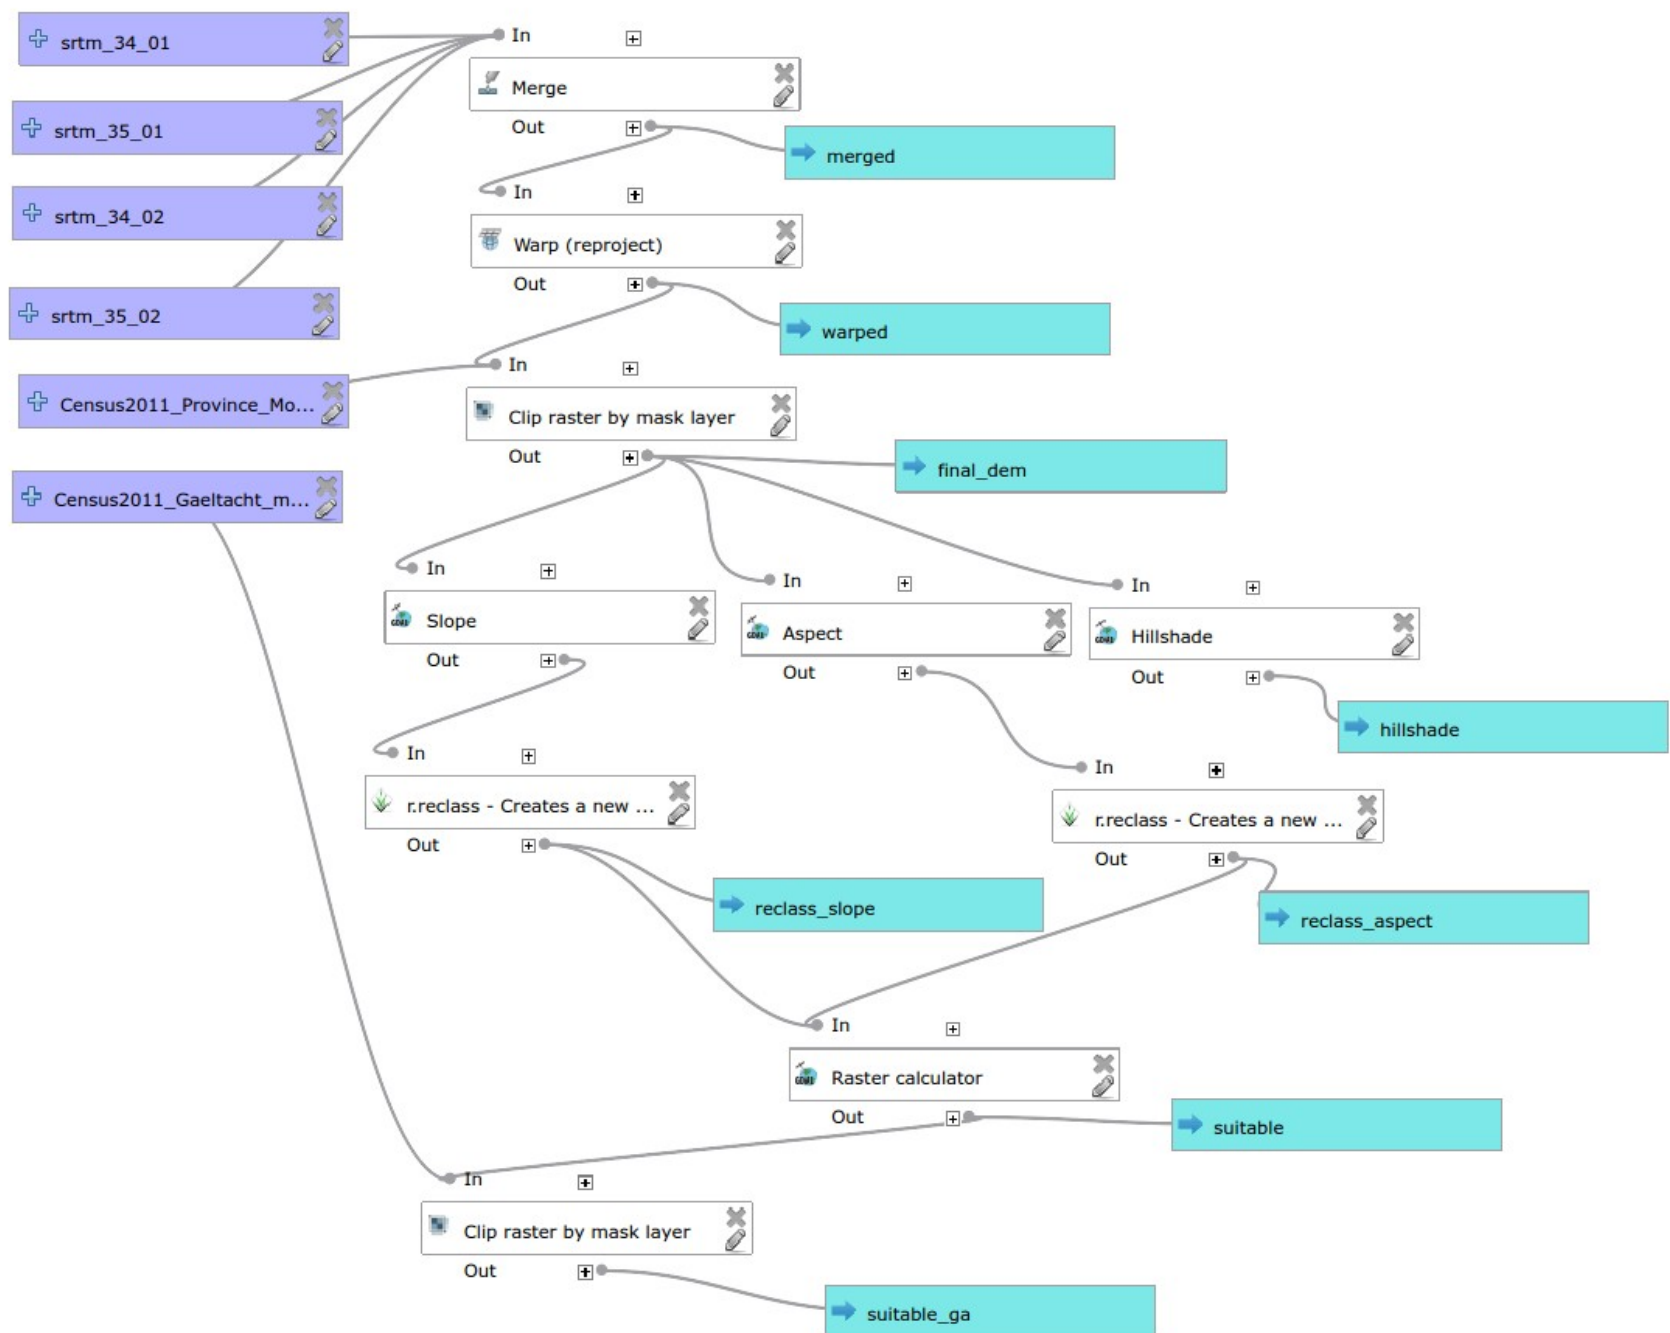 srtm_34_01
In
Merge
Out
srtm_35_01
merged
In
srtm_34_02
Warp (reproject)
Out
srtm_35_02
warped
In
Census2011_Province_Mo...
Clip raster by mask layer
Out
final_dem
Census2011_Gaeltacht_m...
In
In
In
Slope
Aspect
Hillshade
Out
Out
Out
hillshade
In
In
r.reclass - Creates a new ...
r.reclass - Creates a new ...
Out
Out
reclass_slope
reclass_aspect
In
Raster calculator
Out
suitable
In
Clip raster by mask layer
Out
suitable_ga